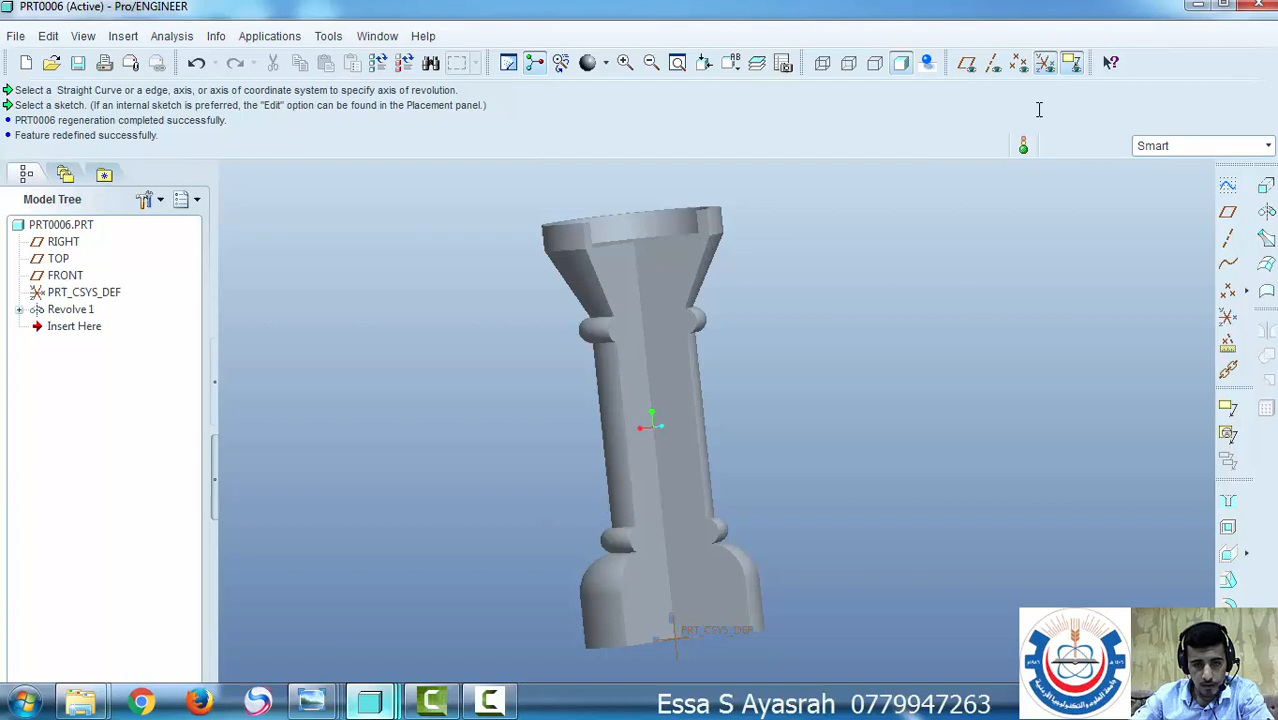 PRT0006 (Active) - Pro/ENGINEER
File Edit View Insert Analysis Info Applications Tools Window Help
Select a Straight Curve or a edge, axis, or axis of coordinate system to specify axis of revolution.
Select a sketch. (If an internal sketch is preferred, the "Edit" option can be found in the Placement panel.)
PRT0006 regeneration completed successfully.
Feature redefined successfully.
Smart
Model Tree
PRT0006.PRT
RIGHT
TOP
FRONT
PRT_CSYS_DEF
Revolve 1
Insert Here
PRT_CSYS_DEF
Essa S Ayasrah 0779947263